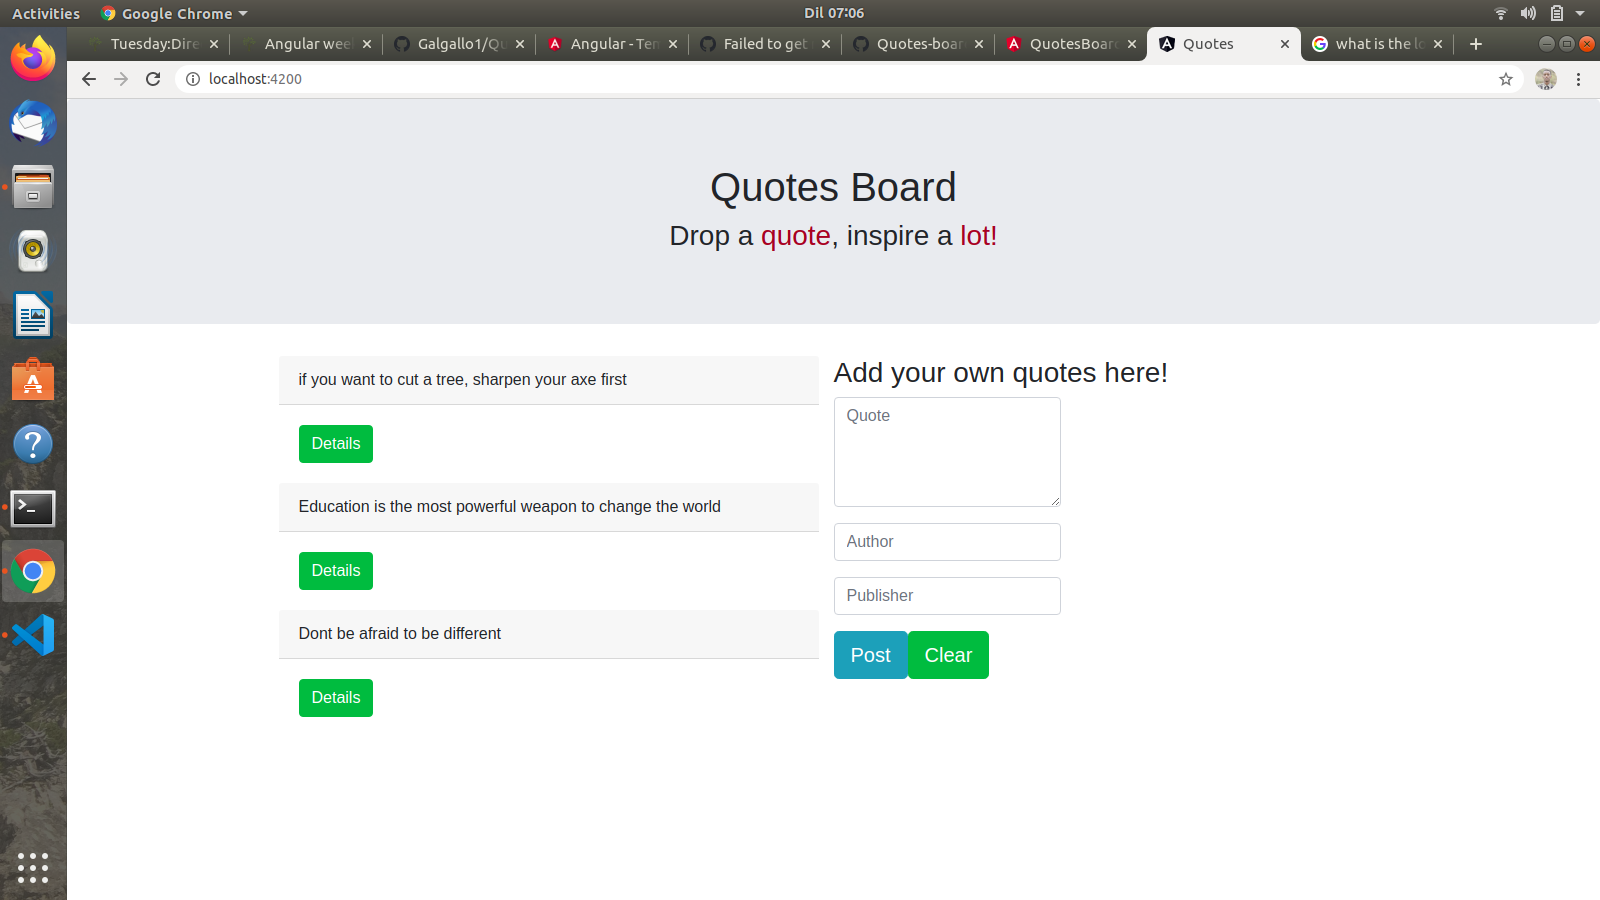 Activities Google Chrome Dil 07:06
Tuesday:Dire Angular wee Galgallo1/Qu Angular - Tem Failed to get Quotes-boar QuotesBoar Quotes what is the lo
localhost:4200
Quotes Board
Drop a quote, inspire a lot!
if you want to cut a tree, sharpen your axe first
Details
Education is the most powerful weapon to change the world
Details
Dont be afraid to be different
Details
Add your own quotes here!
Quote
Author
Publisher
Post Clear